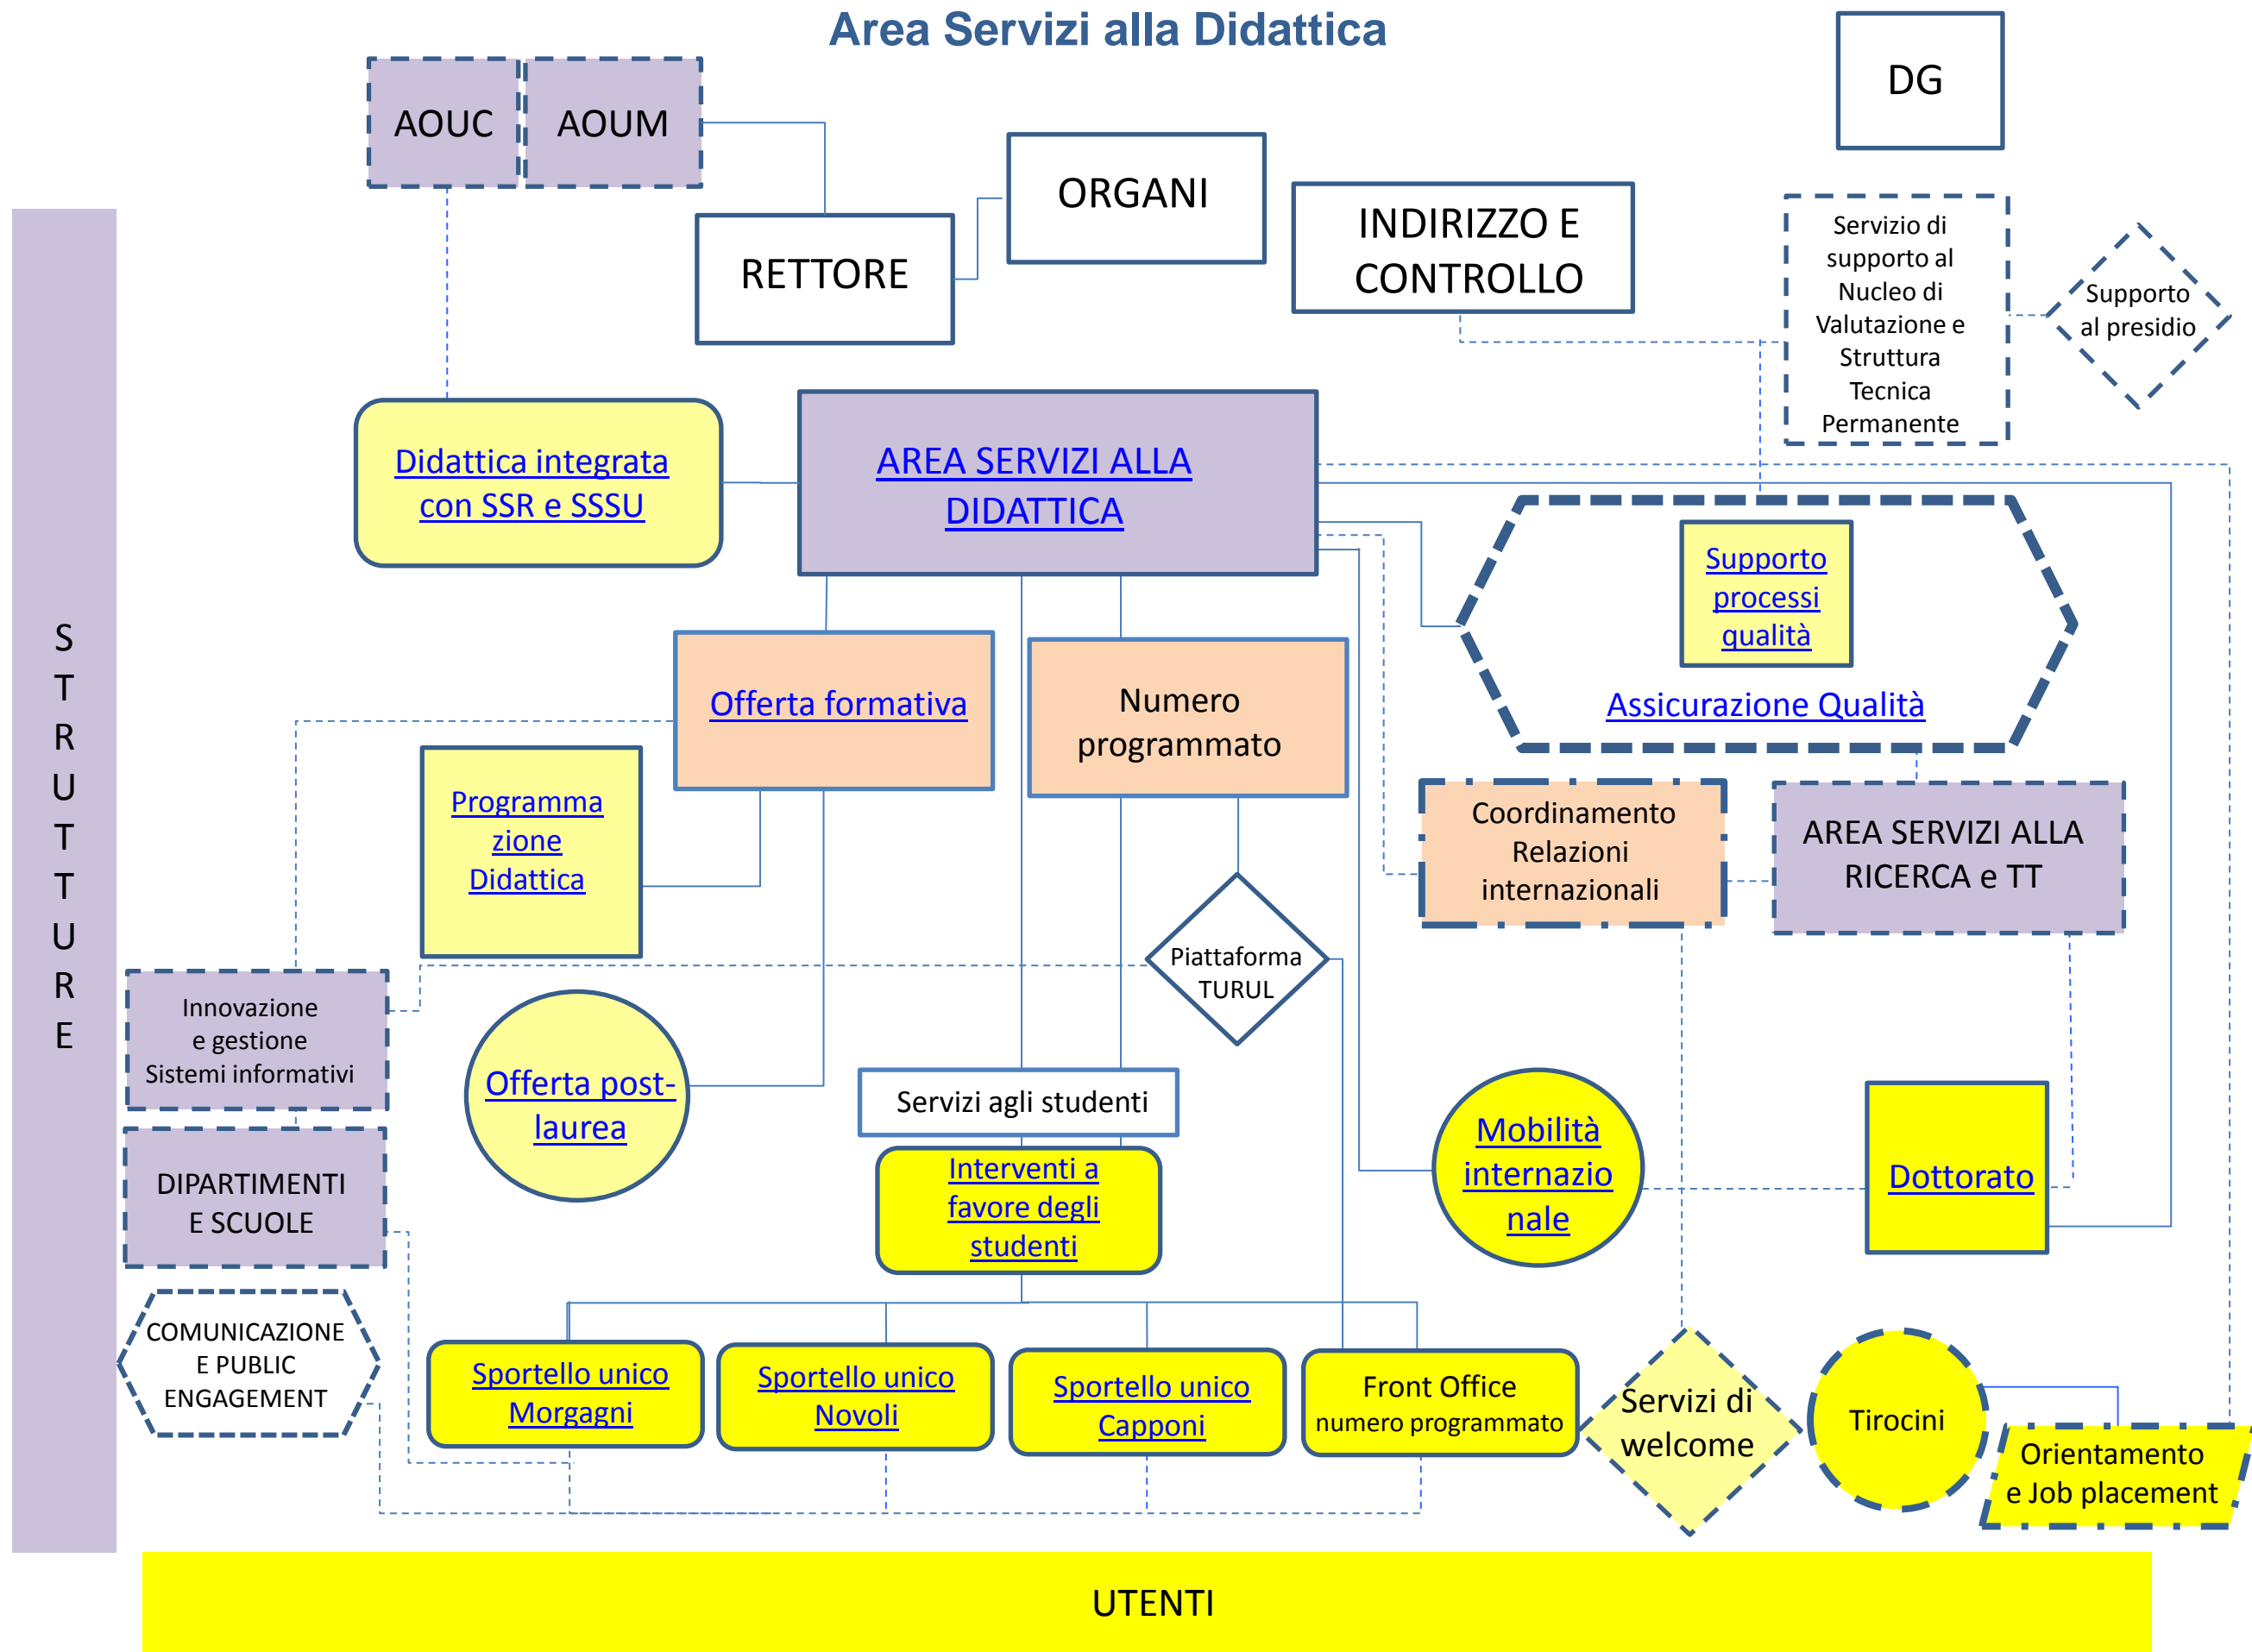 Area Servizi alla Didattica
DG
AOUC
AOUM
ORGANI
RETTORE
INDIRIZZO E
CONTROLLO
Servizio di
supporto al
Nucleo di
Valutazione e
Struttura
Tecnica
Permanente
Supporto
al presidio
Didattica integrata
con SSR e SSSU
AREA SERVIZI ALLA
DIDATTICA
Supporto
processi
qualità
Assicurazione Qualità
S
T
R
U
T
T
U
R
E
Offerta formativa
Numero
programmato
Programma
zione
Didattica
Coordinamento
Relazioni
internazionali
AREA SERVIZI ALLA
RICERCA e TT
Piattaforma
TURUL
Innovazione
e gestione
Sistemi informativi
Offerta post-
laurea
Servizi agli studenti
Interventi a
favore degli
studenti
Mobilità
internazio
nale
Dottorato
DIPARTIMENTI
E SCUOLE
COMUNICAZIONE
E PUBLIC
ENGAGEMENT
Sportello unico
Morgagni
Sportello unico
Novoli
Sportello unico
Capponi
Front Office
numero programmato
Servizi di
welcome
Tirocini
Orientamento
e Job placement
UTENTI